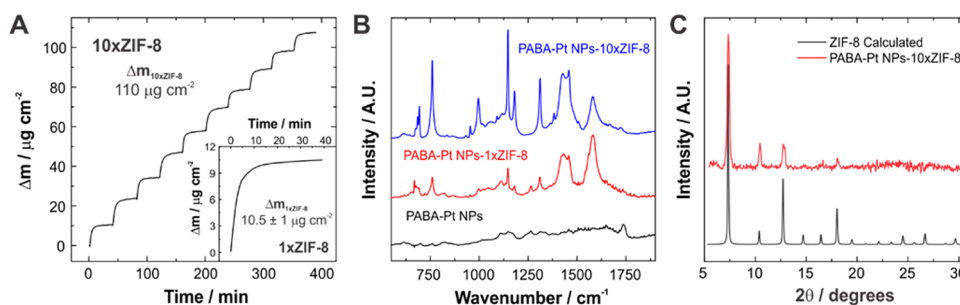 A
10xZIF-8
Δm10xZIF-8
110 μg cm-2
Δm / μg cm-2
120
100
80
60
40
20
0
0
100
200
300
400
Time / min
Time / min
0
10
20
30
40
Δm / μg cm-2
12
9
6
3
0
Δm1xZIF-8
10.5 ± 1 μg cm-2
1xZIF-8
B
Intensity / A.U.
PABA-Pt NPs-10xZIF-8
PABA-Pt NPs-1xZIF-8
PABA-Pt NPs
750
1000
1250
1500
1750
Wavenumber / cm-1
C
Intensity / A.U.
ZIF-8 Calculated
PABA-Pt NPs-10xZIF-8
5
10
15
20
25
30
2θ / degrees